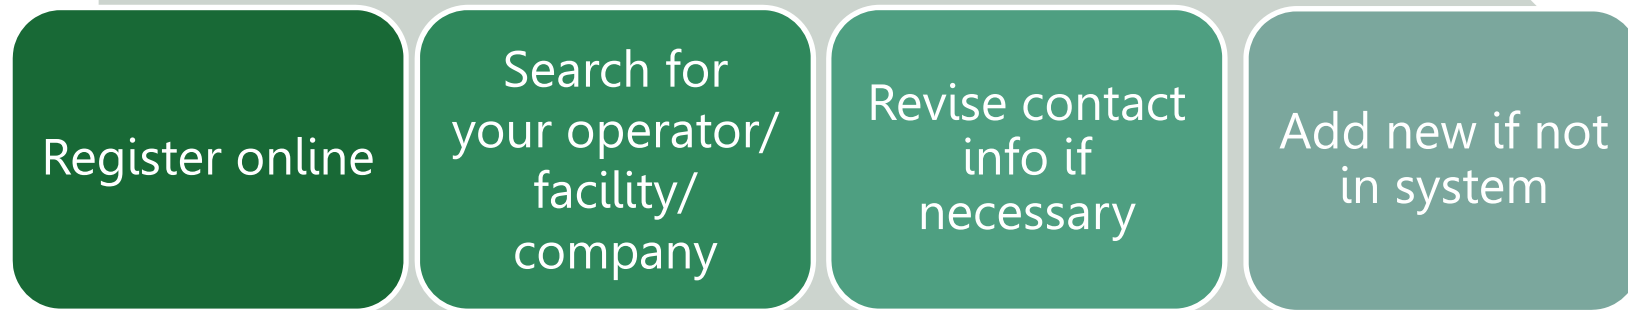 Register online
Search for
your operator/
facility/
company
Revise contact
info if
necessary
Add new if not
in system